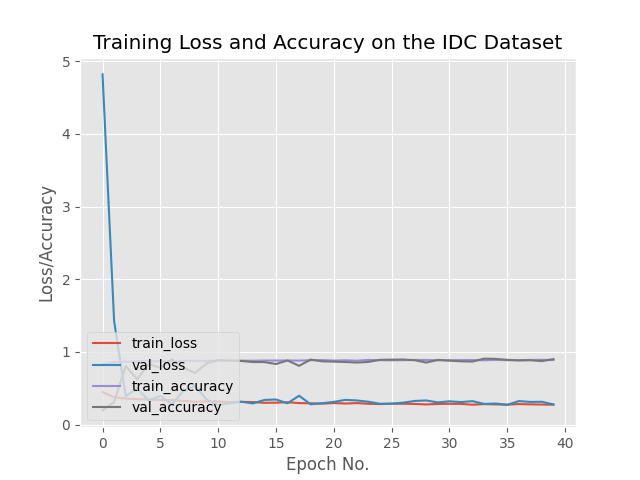 Training Loss and Accuracy on the IDC Dataset
Loss/Accuracy
5
4
3
2
1
0
train_loss
val_loss
train_accuracy
val_accuracy
0 5 10 15 20 25 30 35 40
Epoch No.